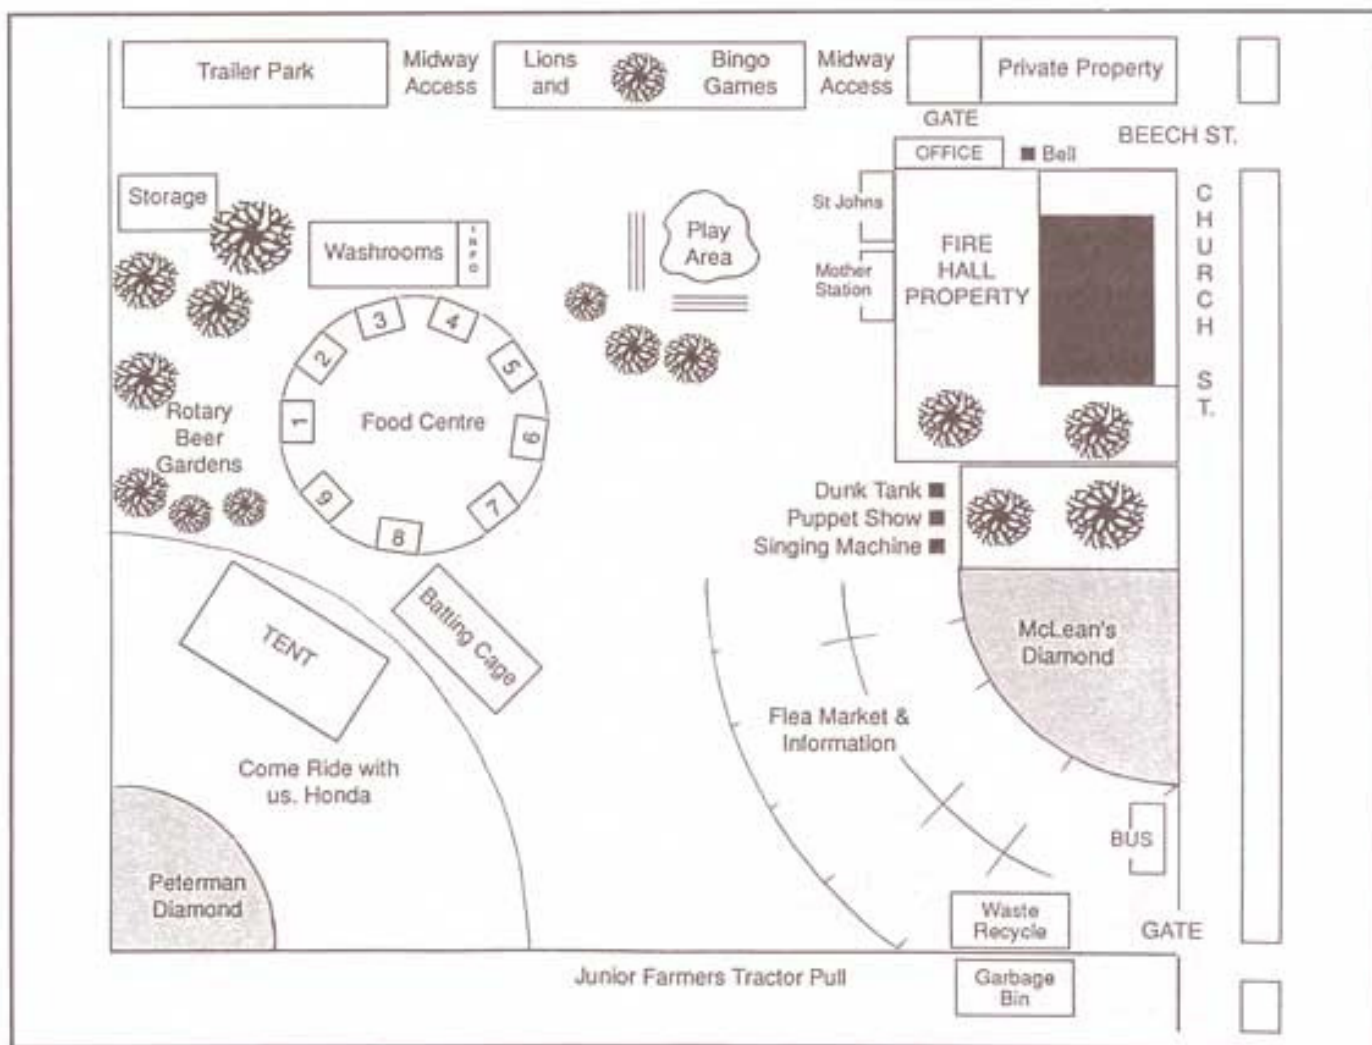 Trailer Park
Midway
Access
Lions
and
Bingo
Games
Midway
Access
Private Property
GATE
BEECH ST.
OFFICE
Bell
Storage
Washrooms
INFO
Play
Area
St Johns
Mother
Station
FIRE
HALL
PROPERTY
CHURCH ST.
1
2
3
4
5
6
7
8
9
Food Centre
Rotary
Beer
Gardens
Dunk Tank
Puppet Show
Singing Machine
TENT
Batting Cage
McLean's
Diamond
Flea Market &
Information
Come Ride with
us. Honda
Peterman
Diamond
BUS
Waste
Recycle
GATE
Junior Farmers Tractor Pull
Garbage
Bin